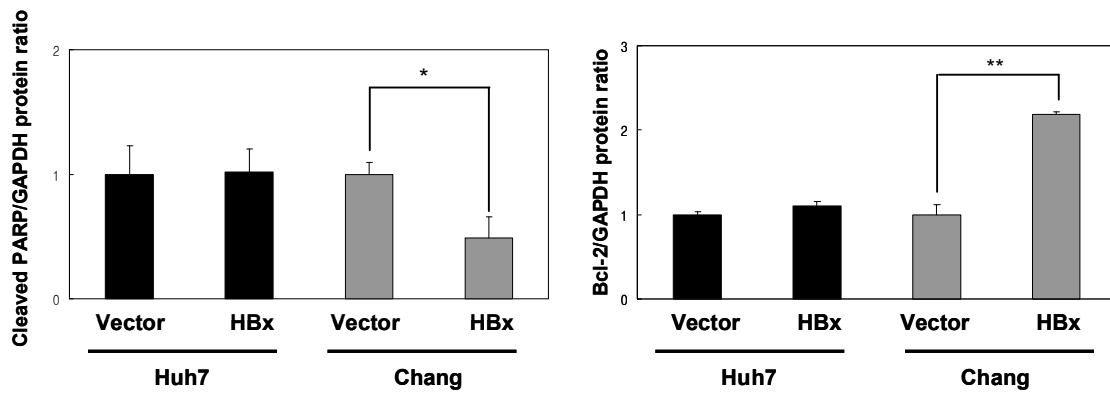 Cleaved PARP/GAPDH protein ratio
2
1
0
*
Vector HBx Vector HBx
Huh7 Chang
Bcl-2/GAPDH protein ratio
3
2
1
0
**
Vector HBx Vector HBx
Huh7 Chang